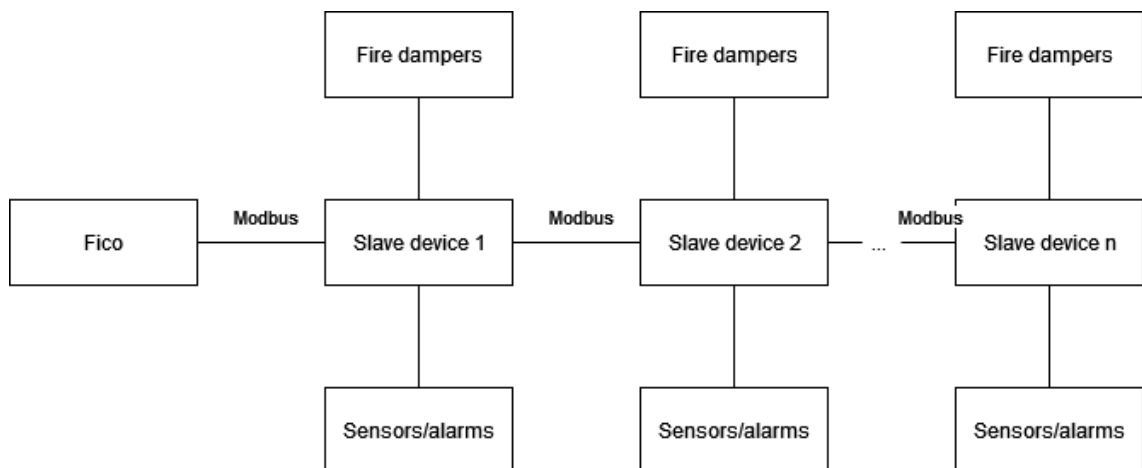 Fire dampers
Fire dampers
Fire dampers
Modbus
Modbus
Modbus
Fico
Slave device 1
Slave device 2
...
Slave device n
Sensors/alarms
Sensors/alarms
Sensors/alarms